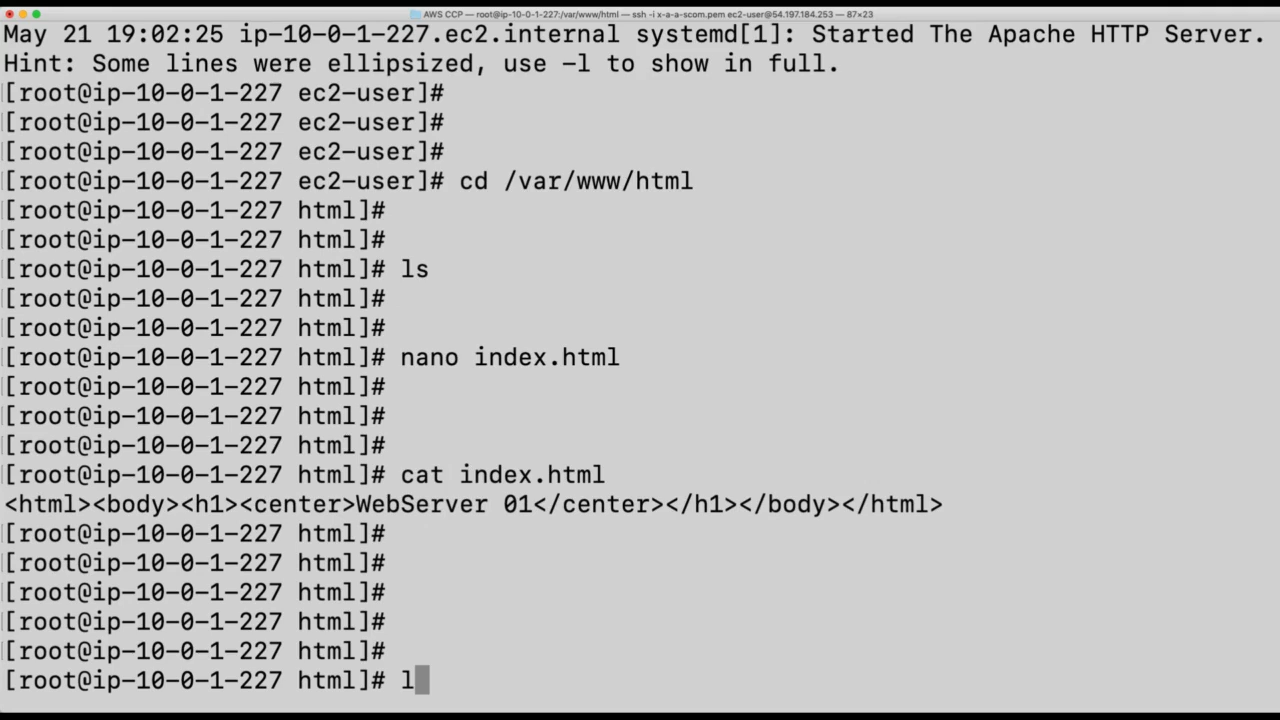 AWS CCP — root@ip-10-0-1-227:/var/www/html — ssh -i x-a-a-scom.pem ec2-user@54.197.184.253 — 87×23
May 21 19:02:25 ip-10-0-1-227.ec2.internal systemd[1]: Started The Apache HTTP Server.
Hint: Some lines were ellipsized, use -l to show in full.
[root@ip-10-0-1-227 ec2-user]#
[root@ip-10-0-1-227 ec2-user]#
[root@ip-10-0-1-227 ec2-user]#
[root@ip-10-0-1-227 ec2-user]# cd /var/www/html
[root@ip-10-0-1-227 html]#
[root@ip-10-0-1-227 html]#
[root@ip-10-0-1-227 html]# ls
[root@ip-10-0-1-227 html]#
[root@ip-10-0-1-227 html]#
[root@ip-10-0-1-227 html]# nano index.html
[root@ip-10-0-1-227 html]#
[root@ip-10-0-1-227 html]#
[root@ip-10-0-1-227 html]#
[root@ip-10-0-1-227 html]# cat index.html
<html><body><h1><center>WebServer 01</center></h1></body></html>
[root@ip-10-0-1-227 html]#
[root@ip-10-0-1-227 html]#
[root@ip-10-0-1-227 html]#
[root@ip-10-0-1-227 html]#
[root@ip-10-0-1-227 html]#
[root@ip-10-0-1-227 html]# l